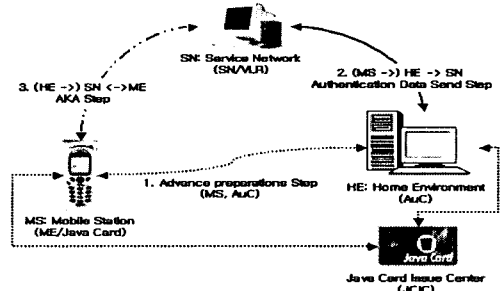 SN: Service Network
(SN/VLR)
3. (HE ->) SN <->ME
AKA Step
2. (MS ->) HE -> SN
Authentication Data Send Step
1. Advance preparations Step
(MS, AuC)
HE: Home Environment
(AuC)
MS: Mobile Station
(ME/Java Card)
Java Card
Java Card Issue Center
(JCIC)